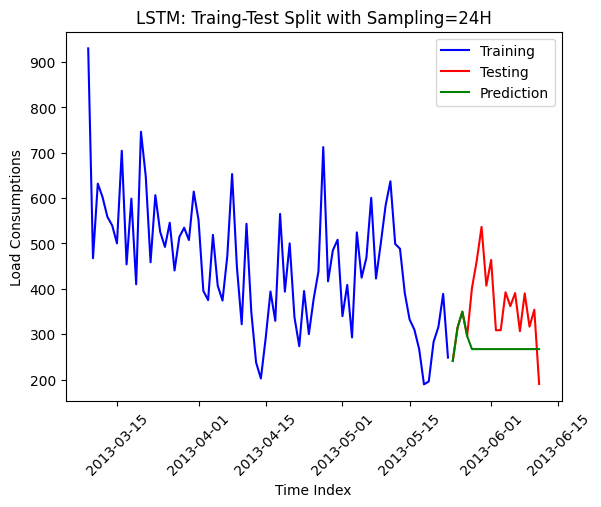 LSTM: Traing-Test Split with Sampling=24H
Training
Testing
Prediction
Load Consumptions
900
800
700
600
500
400
300
200
2013-03-15
2013-04-01
2013-04-15
2013-05-01
2013-05-15
2013-06-01
2013-06-15
Time Index